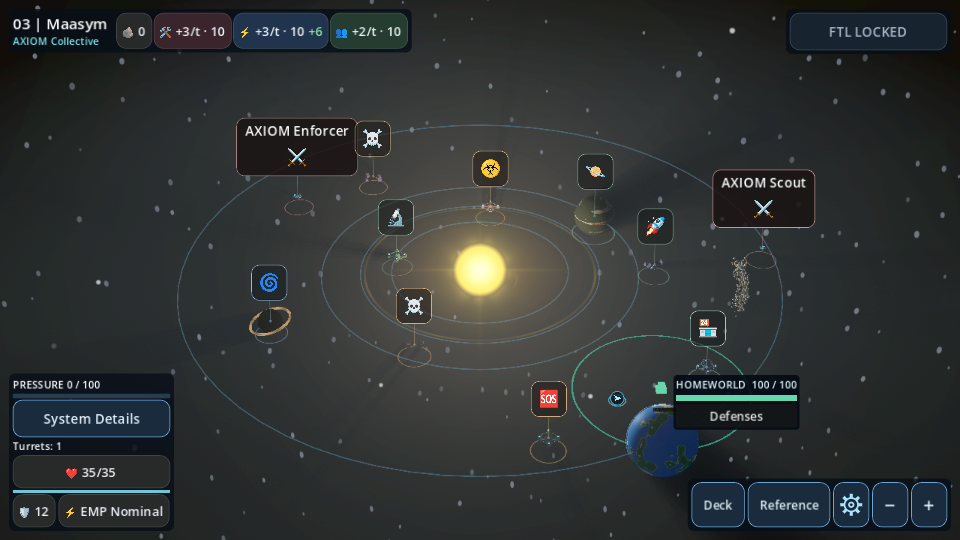 03 | Maasym
AXIOM Collective
0
+3/t · 10
+3/t · 10 +6
+2/t · 10
FTL LOCKED
AXIOM Enforcer
AXIOM Scout
24
SOS
HOMEWORLD 100 / 100
Defenses
PRESSURE 0 / 100
System Details
Turrets: 1
35/35
12
EMP Nominal
Deck
Reference
−
+